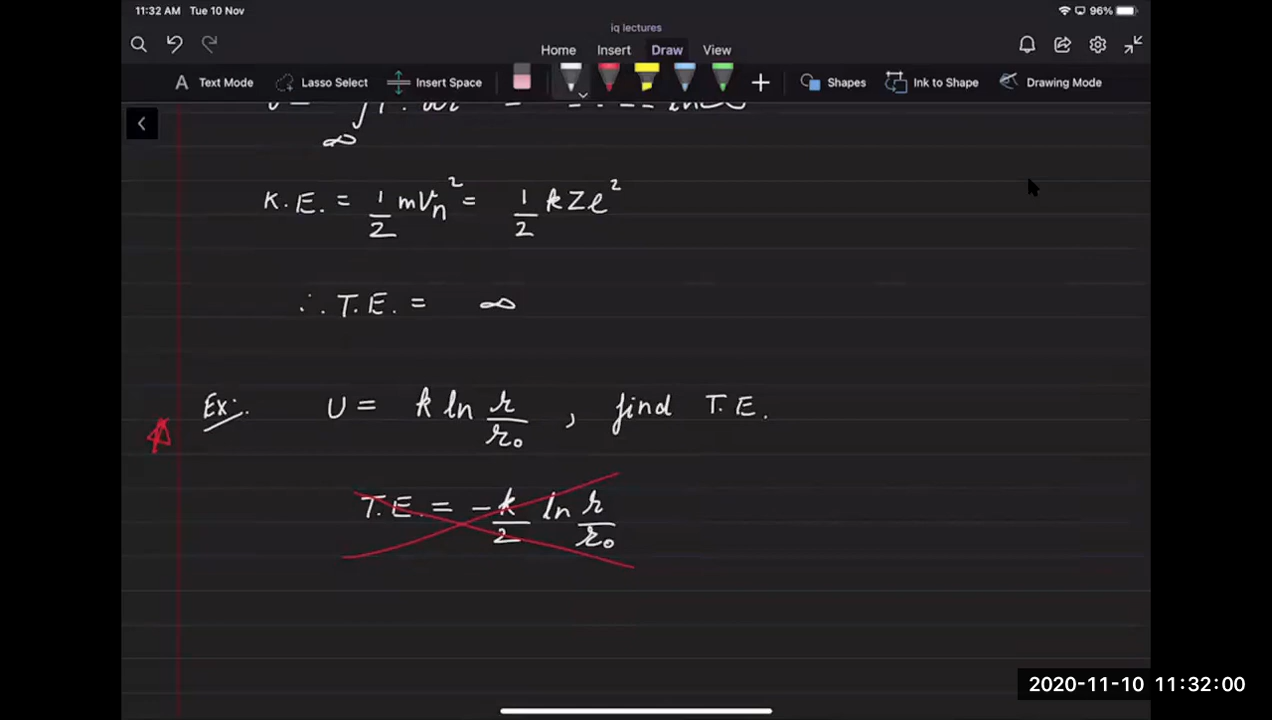 11:32 AM Tue 10 Nov
96%
iq lectures
Home Insert Draw View
Text Mode Lasso Select Insert Space Shapes Ink to Shape Drawing Mode
∞
K.E. = 1/2 mVn² = 1/2 kZe²
∴ T.E. = ∞
Ex:. U = k ln r/r₀ , find T.E.
T.E. = -k/2 ln r/r₀
2020-11-10 11:32:00